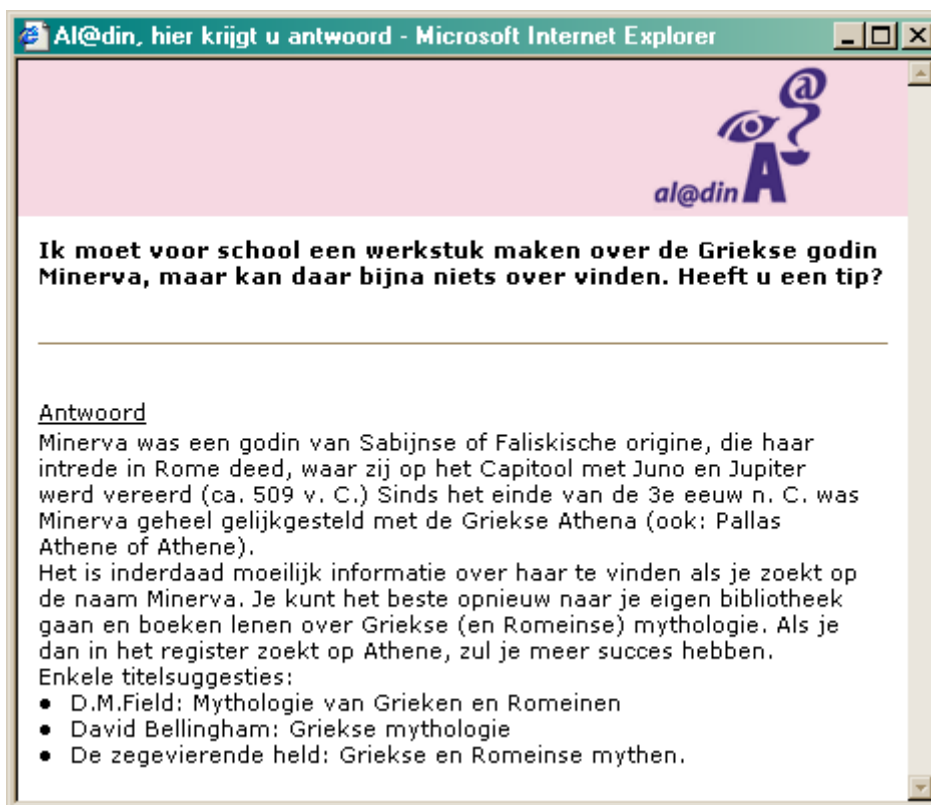 Al@din, hier krijgt u antwoord - Microsoft Internet Explorer
al@din
Ik moet voor school een werkstuk maken over de Griekse godin
Minerva, maar kan daar bijna niets over vinden. Heeft u een tip?
Antwoord
Minerva was een godin van Sabijnse of Faliskische origine, die haar
intrede in Rome deed, waar zij op het Capitool met Juno en Jupiter
werd vereerd (ca. 509 v. C.) Sinds het einde van de 3e eeuw n. C. was
Minerva geheel gelijkgesteld met de Griekse Athena (ook: Pallas
Athene of Athene).
Het is inderdaad moeilijk informatie over haar te vinden als je zoekt op
de naam Minerva. Je kunt het beste opnieuw naar je eigen bibliotheek
gaan en boeken lenen over Griekse (en Romeinse) mythologie. Als je
dan in het register zoekt op Athene, zul je meer succes hebben.
Enkele titelsuggesties:
● D.M.Field: Mythologie van Grieken en Romeinen
● David Bellingham: Griekse mythologie
● De zegevierende held: Griekse en Romeinse mythen.